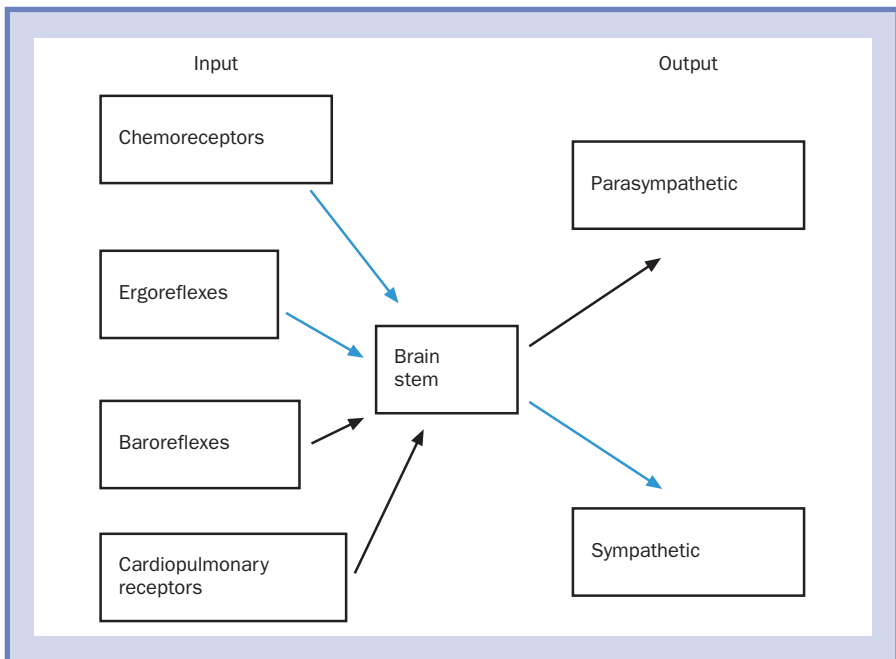 Input
Output
Chemoreceptors
Parasympathetic
Ergoreflexes
Brain
stem
Baroreflexes
Sympathetic
Cardiopulmonary
receptors